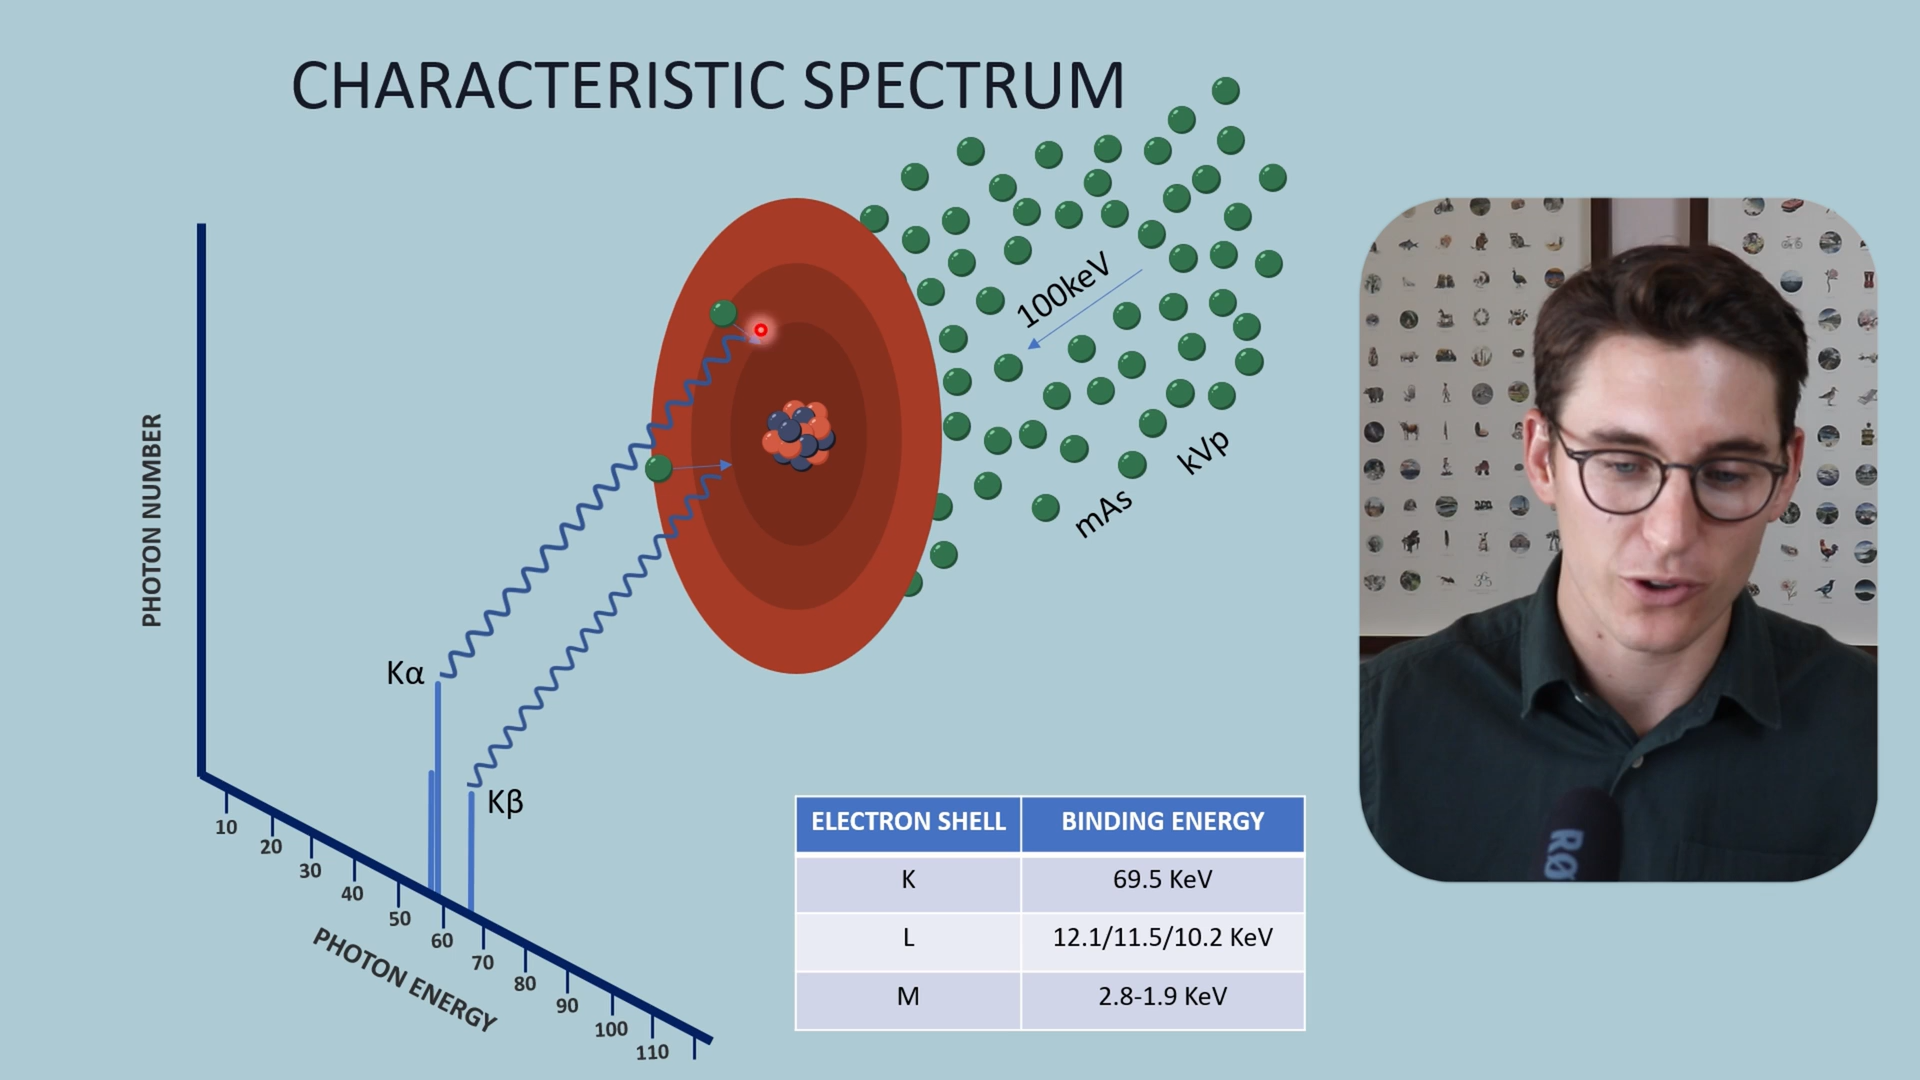 CHARACTERISTIC SPECTRUM
100keV
kVp
mAs
PHOTON NUMBER
Kα
Kβ
10
20
30
40
50
60
70
80
90
100
110
PHOTON ENERGY
ELECTRON SHELL BINDING ENERGY
K 69.5 KeV
L 12.1/11.5/10.2 KeV
M 2.8-1.9 KeV
RØ